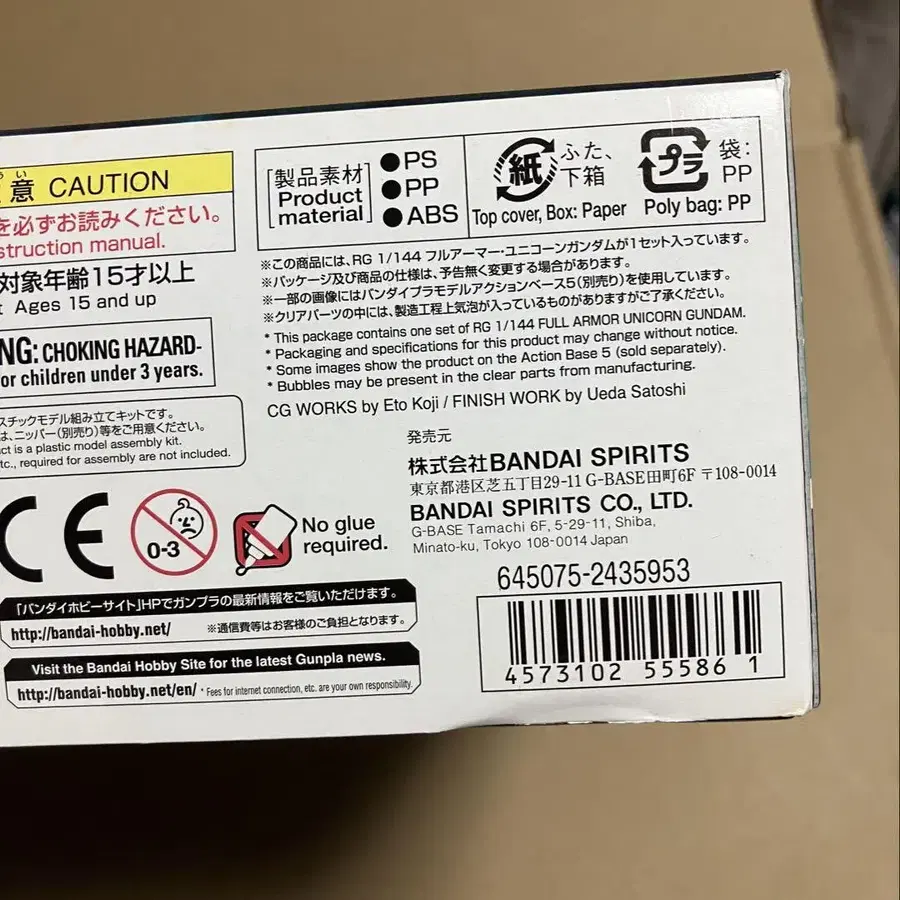 意 CAUTION
を必ずお読みください。
struction manual.
対象年齢15才以上
Ages 15 and up
NG: CHOKING HAZARD-
or children under 3 years.
スチックモデル組み立てキットです。
は、ニッパー(別売り)等をご用意ください。
ct is a plastic model assembly kit.
etc., required for assembly are not included.
CE
0-3
No glue
required.
「バンダイホビーサイト」HPでガンプラの最新情報をご覧いただけます。
http://bandai-hobby.net/ ※通信費等はお客様のご負担となります。
Visit the Bandai Hobby Site for the latest Gunpla news.
http://bandai-hobby.net/en/ * Fees for internet connection, etc. are your own responsibility.
[製品素材
Product
material]
●PS
●PP
●ABS
紙
ふた、
下箱
Top cover, Box: Paper
プラ
袋:
PP
Poly bag: PP
※この商品には、RG 1/144 フルアーマー・ユニコーンガンダムが1セット入っています。
※パッケージ及び商品の仕様は、予告無く変更する場合があります。
※一部の画像にはバンダイプラモデルアクションベース5(別売り)を使用しています。
※クリアパーツの中には、製造工程上気泡が入っているものがありますがご了承ください。
* This package contains one set of RG 1/144 FULL ARMOR UNICORN GUNDAM.
* Packaging and specifications for this product may change without notice.
* Some images show the product on the Action Base 5 (sold separately).
* Bubbles may be present in the clear parts from manufacturing.
CG WORKS by Eto Koji / FINISH WORK by Ueda Satoshi
発売元
株式会社BANDAI SPIRITS
東京都港区芝五丁目29-11 G-BASE田町6F 〒108-0014
BANDAI SPIRITS CO., LTD.
G-BASE Tamachi 6F, 5-29-11, Shiba,
Minato-ku, Tokyo 108-0014 Japan
645075-2435953
4573102 55586 1